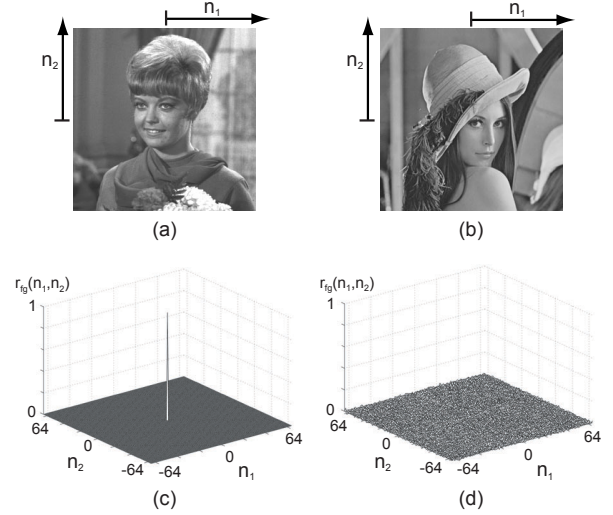 n1 n1
n2 n2
(a) (b)
rfg(n1,n2) rfg(n1,n2)
1 1
0 0
64 0 -64 -64 0 64 64 0 -64 -64 0 64
n2 n1 n2 n1
(c) (d)